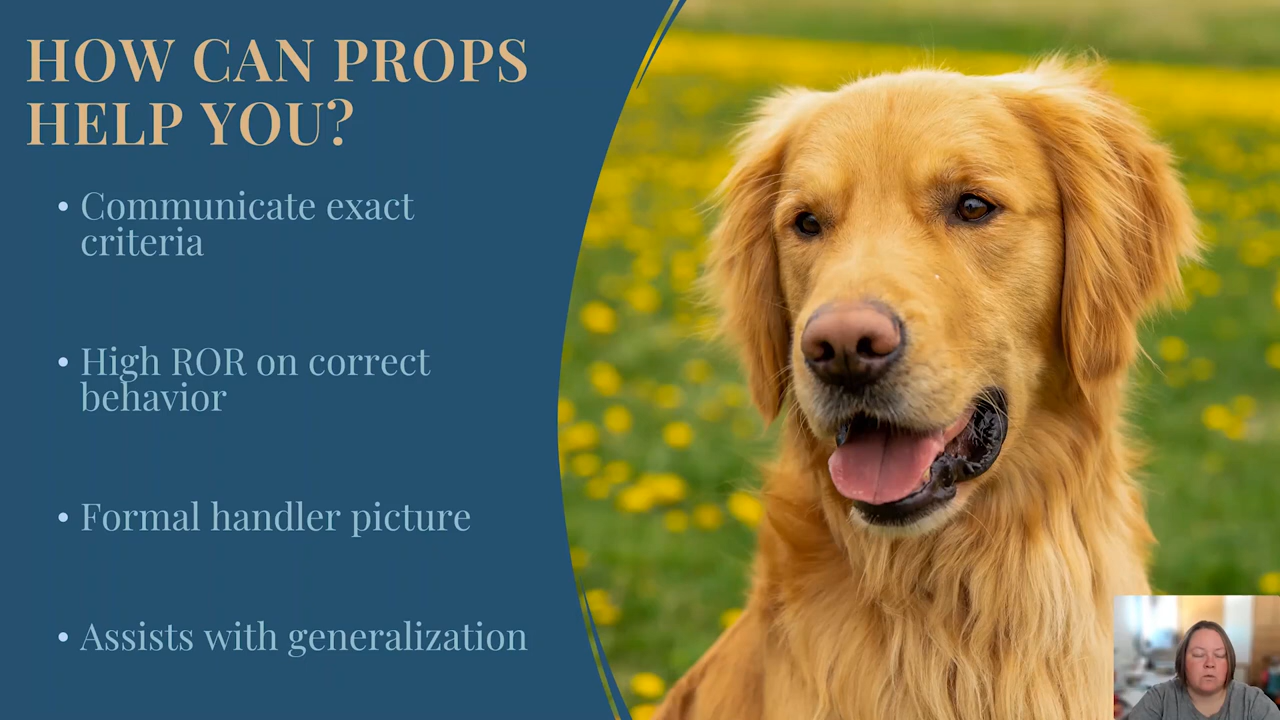 HOW CAN PROPS
HELP YOU?
• Communicate exact
criteria
• High ROR on correct
behavior
• Formal handler picture
• Assists with generalization